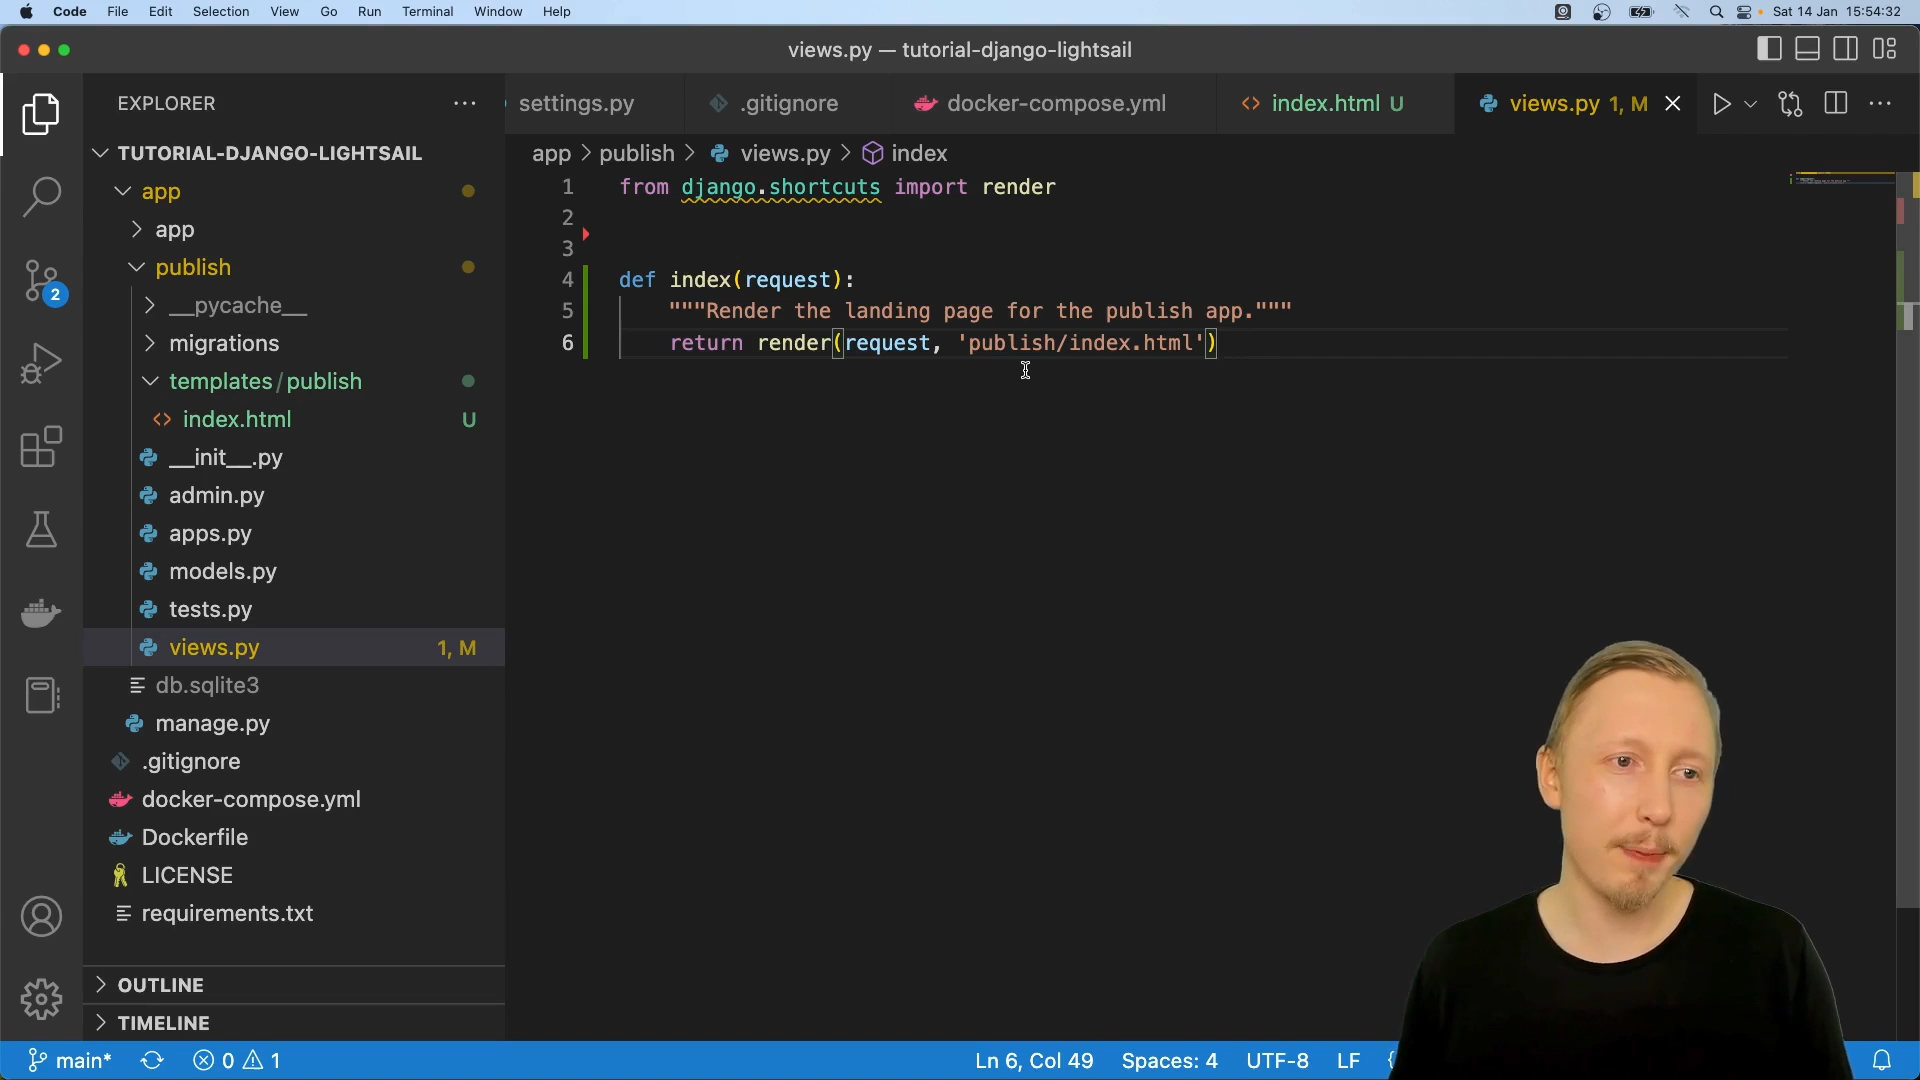 Code File Edit Selection View Go Run Terminal Window Help Sat 14 Jan 15:54:32
views.py — tutorial-django-lightsail
EXPLORER
settings.py .gitignore docker-compose.yml index.html U views.py 1, M
TUTORIAL-DJANGO-LIGHTSAIL
app > publish > views.py > index
app
app
publish
__pycache__
migrations
templates/publish
index.html U
__init__.py
admin.py
apps.py
models.py
tests.py
views.py 1, M
db.sqlite3
manage.py
.gitignore
docker-compose.yml
Dockerfile
LICENSE
requirements.txt
OUTLINE
TIMELINE
2
1 from django.shortcuts import render
2
3
4 def index(request):
5 """Render the landing page for the publish app."""
6 return render(request, 'publish/index.html')
main* 0 1 Ln 6, Col 49 Spaces: 4 UTF-8 LF {